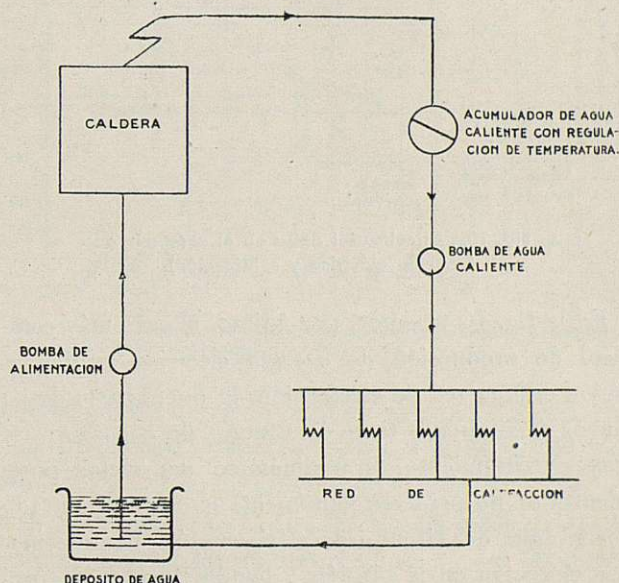 CALDERA
ACUMULADOR DE AGUA
CALIENTE CON REGULA-
CION DE TEMPERATURA.
BOMBA DE AGUA
CALIENTE
BOMBA DE
ALIMENTACION
RED DE CALEFACCION
DEPOSITO DE AGUA